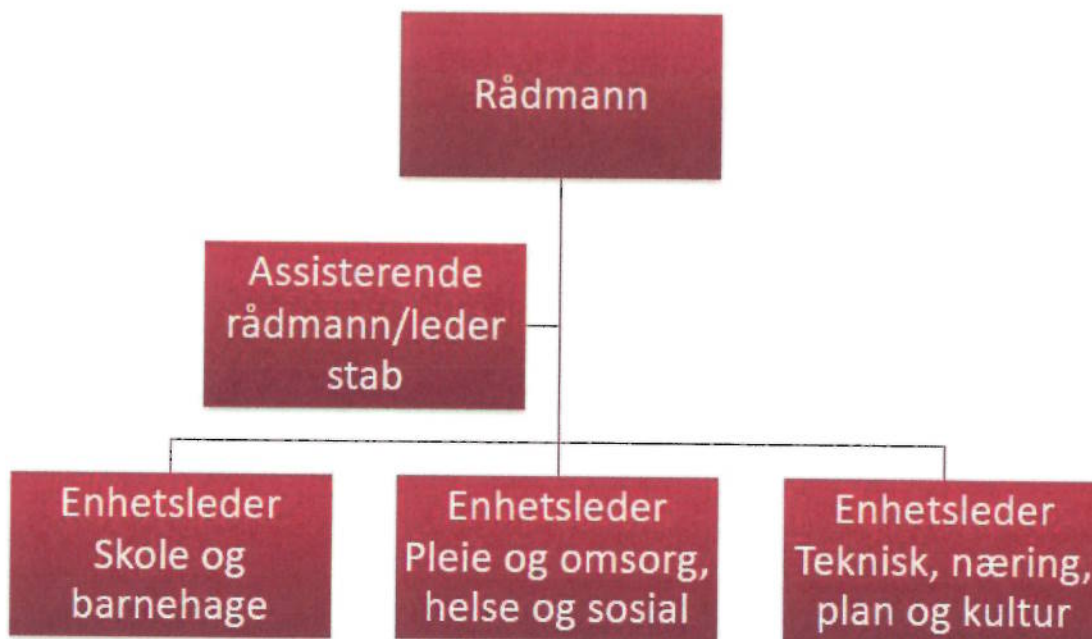 Rådmann
Assisterende
rådmann/leder
stab
Enhetsleder
Skole og
barnehage
Enhetsleder
Pleie og omsorg,
helse og sosial
Enhetsleder
Teknisk, næring,
plan og kultur